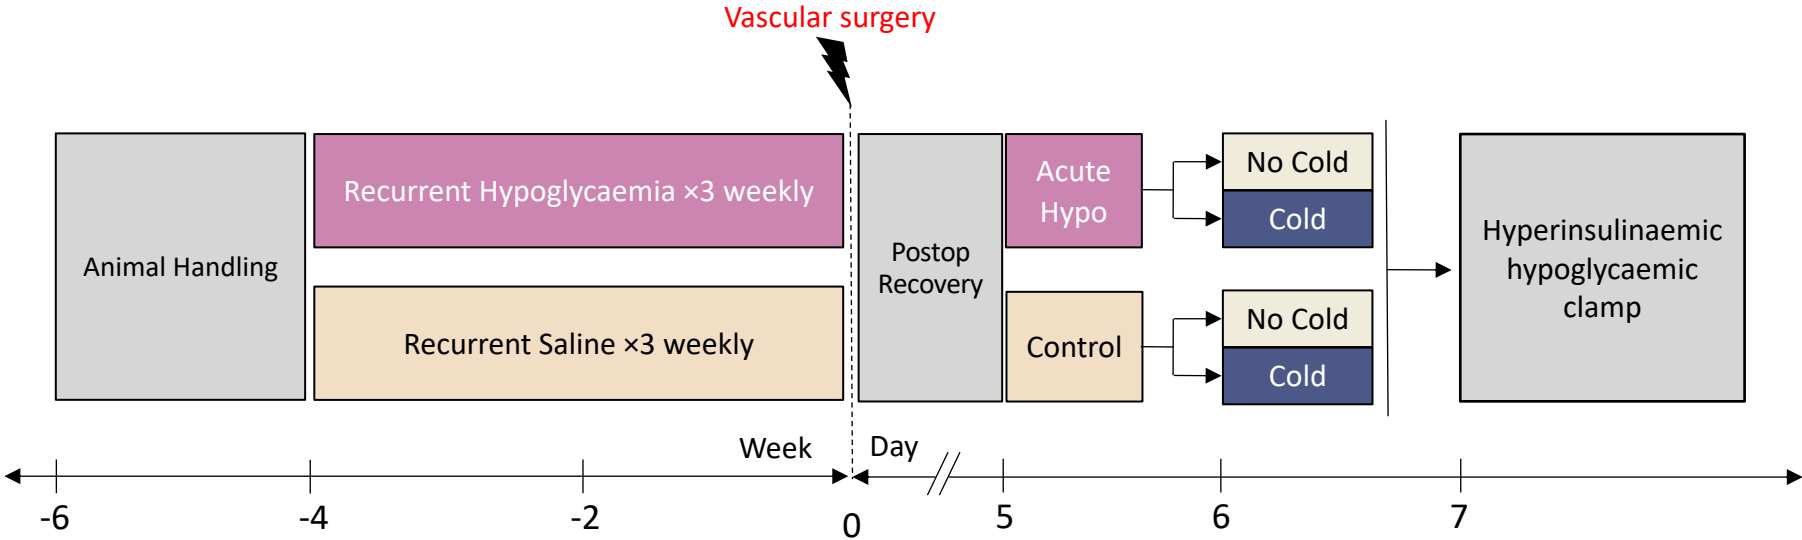 Vascular surgery
Animal Handling
Recurrent Hypoglycaemia ×3 weekly
Recurrent Saline ×3 weekly
Postop
Recovery
Acute
Hypo
Control
No Cold
Cold
No Cold
Cold
Hyperinsulinaemic
hypoglycaemic
clamp
Week
Day
-6
-4
-2
0
5
6
7